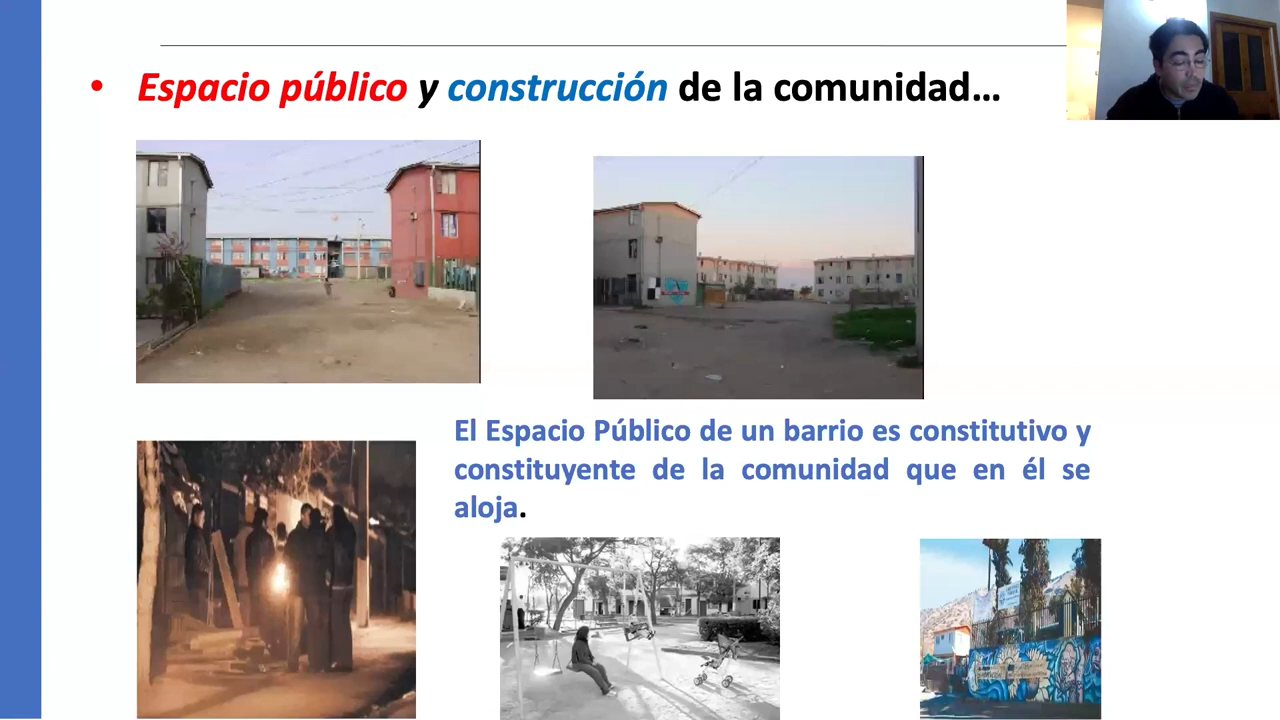 • Espacio público y construcción de la comunidad...
El Espacio Público de un barrio es constitutivo y
constituyente de la comunidad que en él se
aloja.